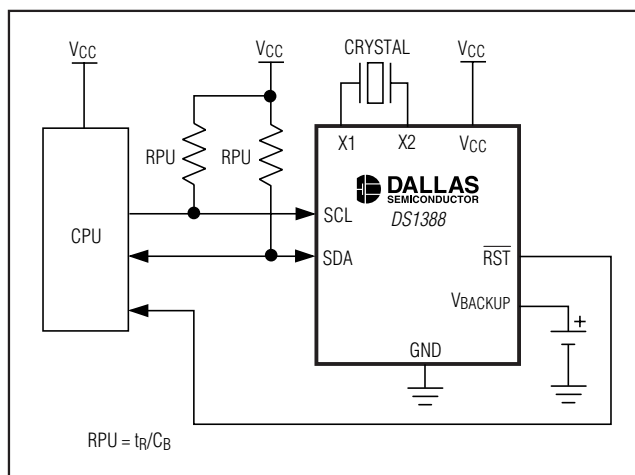 VCC
VCC
CRYSTAL
VCC
RPU
RPU
X1
X2
VCC
DALLAS
SEMICONDUCTOR
DS1388
CPU
SCL
SDA
RST
VBACKUP
+
GND
RPU = tR/CB